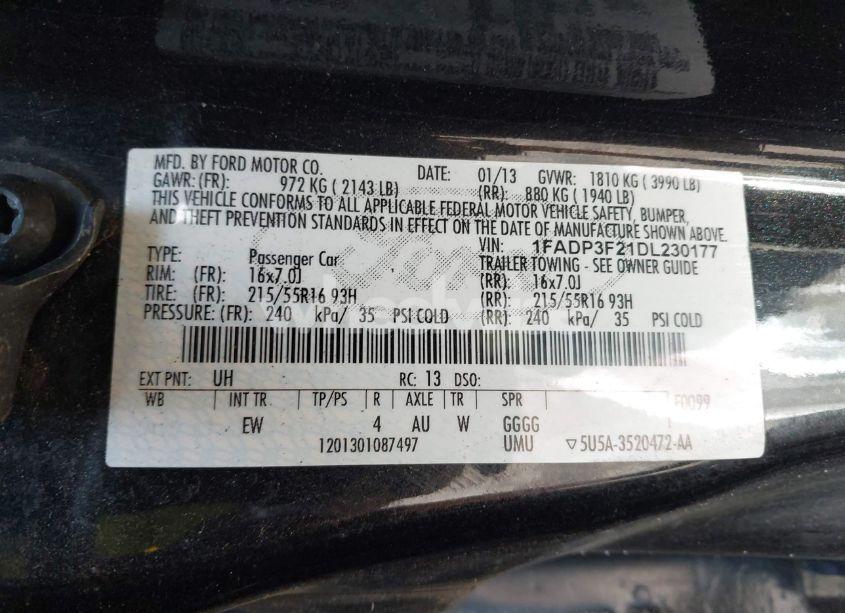 MFD. BY FORD MOTOR CO. DATE: 01/13 GVWR: 1810 KG ( 3990 LB)
GAWR: (FR): 972 KG ( 2143 LB) (RR): 880 KG ( 1940 LB)
THIS VEHICLE CONFORMS TO ALL APPLICABLE FEDERAL MOTOR VEHICLE SAFETY, BUMPER,
AND THEFT PREVENTION STANDARDS IN EFFECT ON THE DATE OF MANUFACTURE SHOWN ABOVE.
VIN: 1FADP3F21DL230177
TYPE: Passenger Car TRAILER TOWING - SEE OWNER GUIDE
RIM: (FR): 16x7.0J (RR): 16x7.0J
TIRE: (FR): 215/55R16 93H (RR): 215/55R16 93H
PRESSURE: (FR): 240 kPa/ 35 PSI COLD (RR): 240 kPa/ 35 PSI COLD
EXT PNT: UH RC: 13 DSO:
WB INT TR TP/PS R AXLE TR SPR F0099
EW 4 AU W GGGG
1201301087497 UMU ▽5U5A-3520472-AA